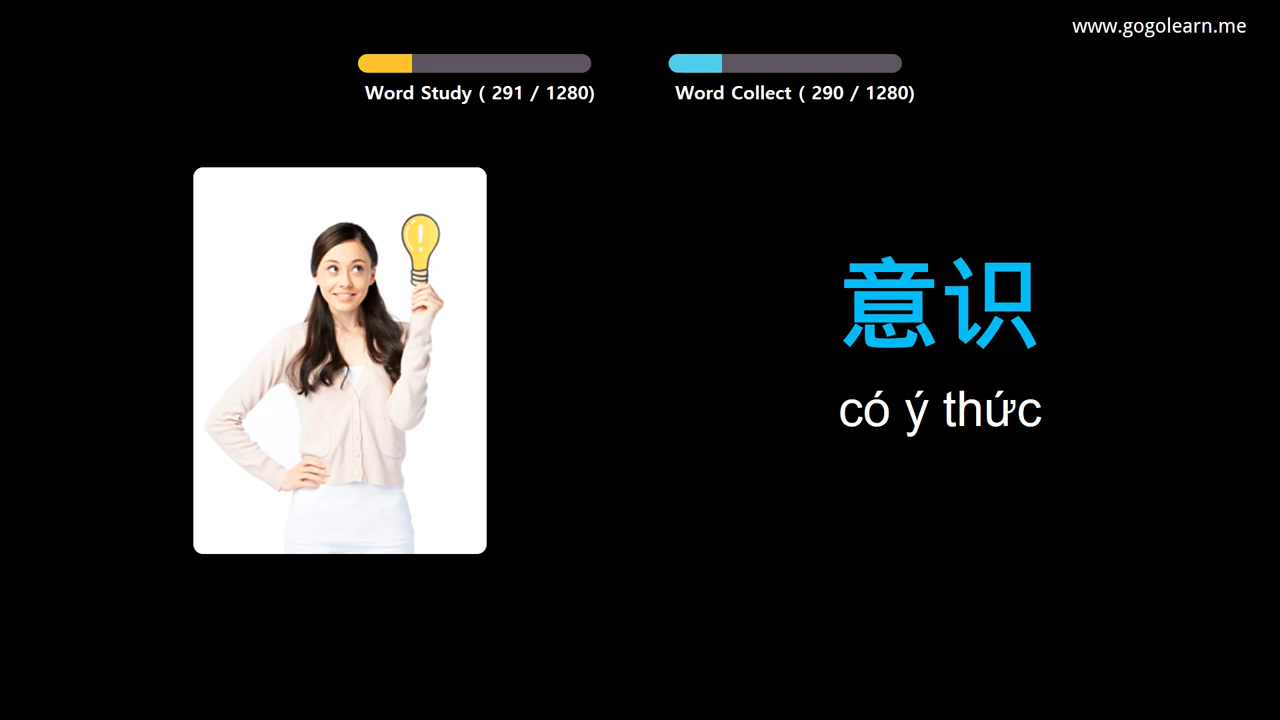 www.gogolearn.me
Word Study ( 291 / 1280)
Word Collect ( 290 / 1280)
意识
có ý thức